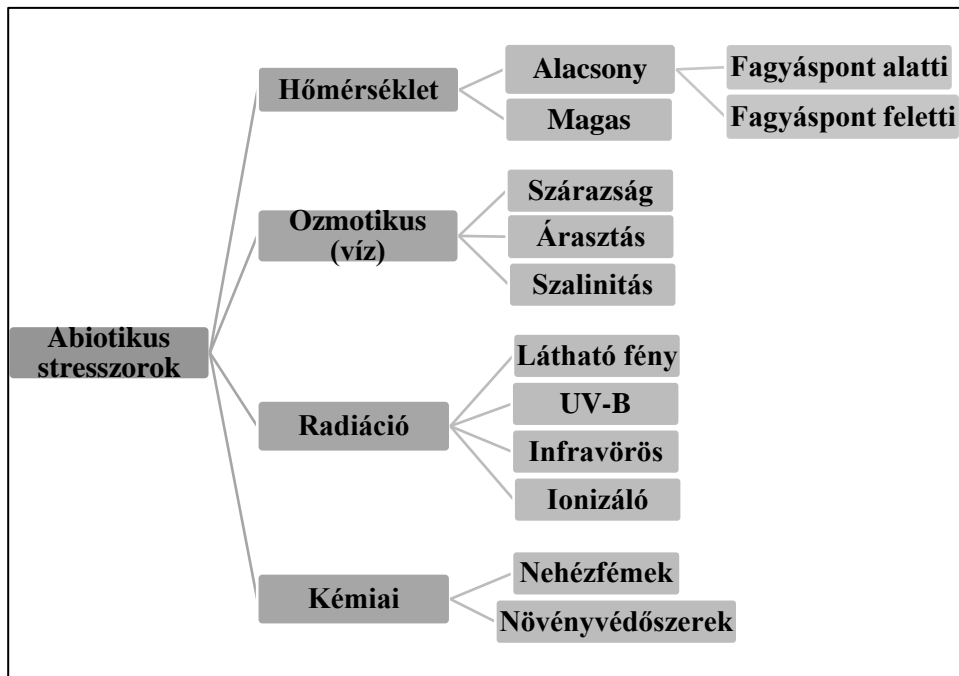 Abiotikus
stresszorok
Hőmérséklet
Alacsony
Fagyáspont alatti
Fagyáspont feletti
Magas
Ozmotikus
(víz)
Szárazság
Árasztás
Szalinitás
Radiáció
Látható fény
UV-B
Infravörös
Ionizáló
Kémiai
Nehézfémek
Növényvédőszerek